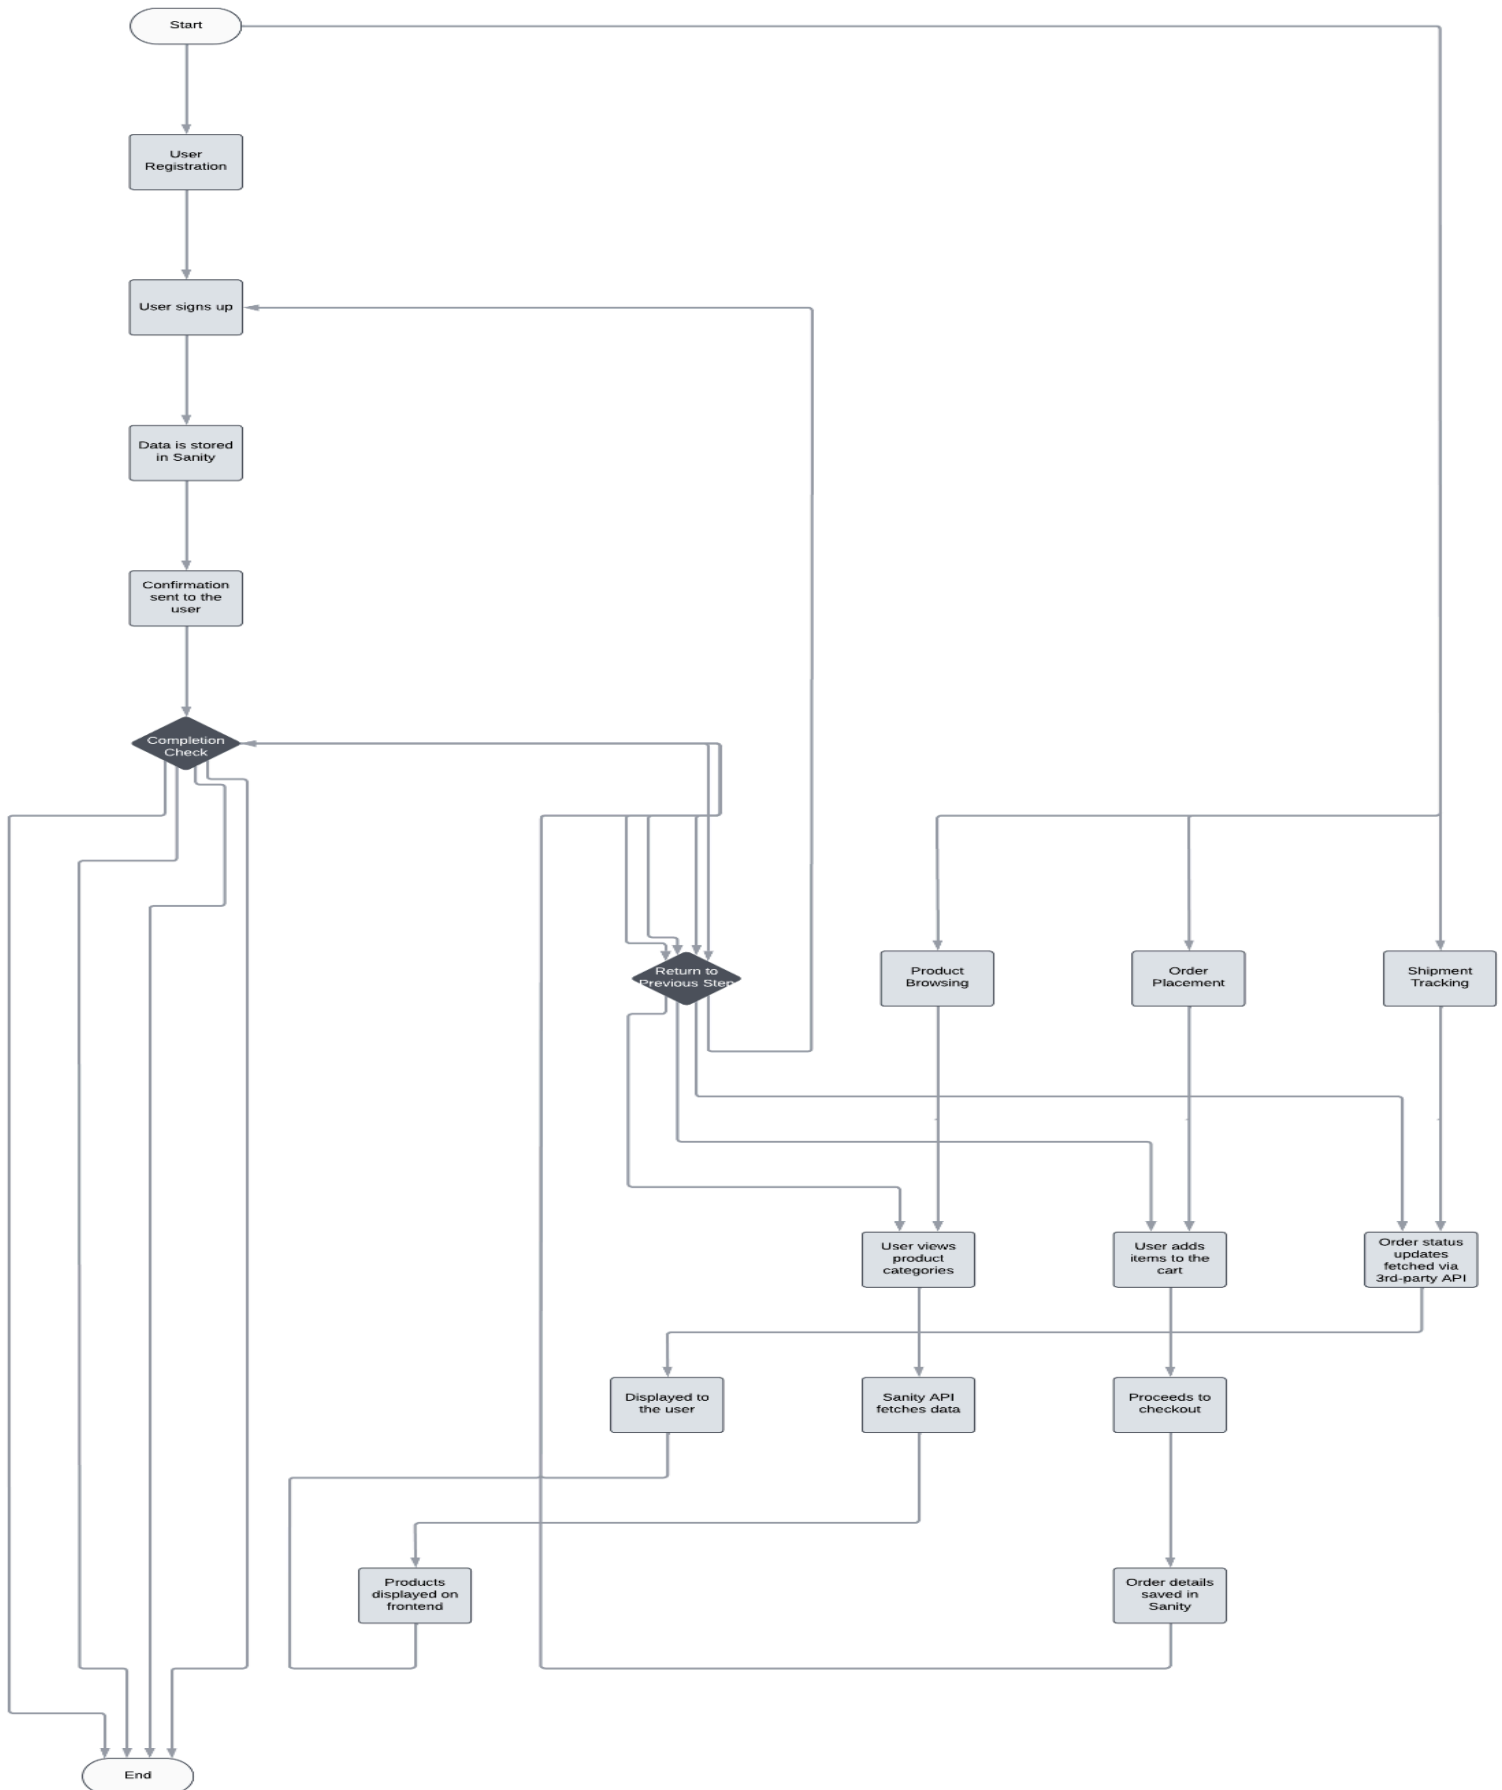 Start
User
Registration
User signs up
Data is stored
in Sanity
Confirmation
sent to the
user
Completion
Check
Return to
Previous Step
Product
Browsing
Order
Placement
Shipment
Tracking
User views
product
categories
User adds
items to the
cart
Order status
updates
fetched via
3rd-party API
Displayed to
the user
Sanity API
fetches data
Proceeds to
checkout
Products
displayed on
frontend
Order details
saved in
Sanity
End